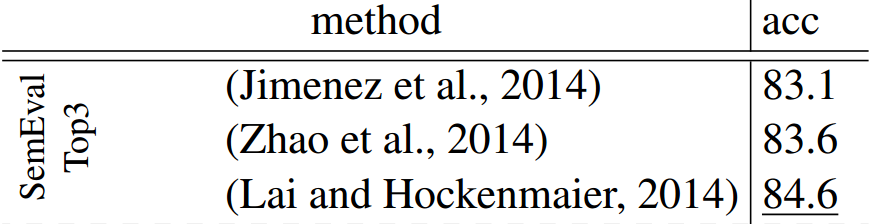 method acc
SemEval
Top3
(Jimenez et al., 2014) 83.1
(Zhao et al., 2014) 83.6
(Lai and Hockenmaier, 2014) 84.6